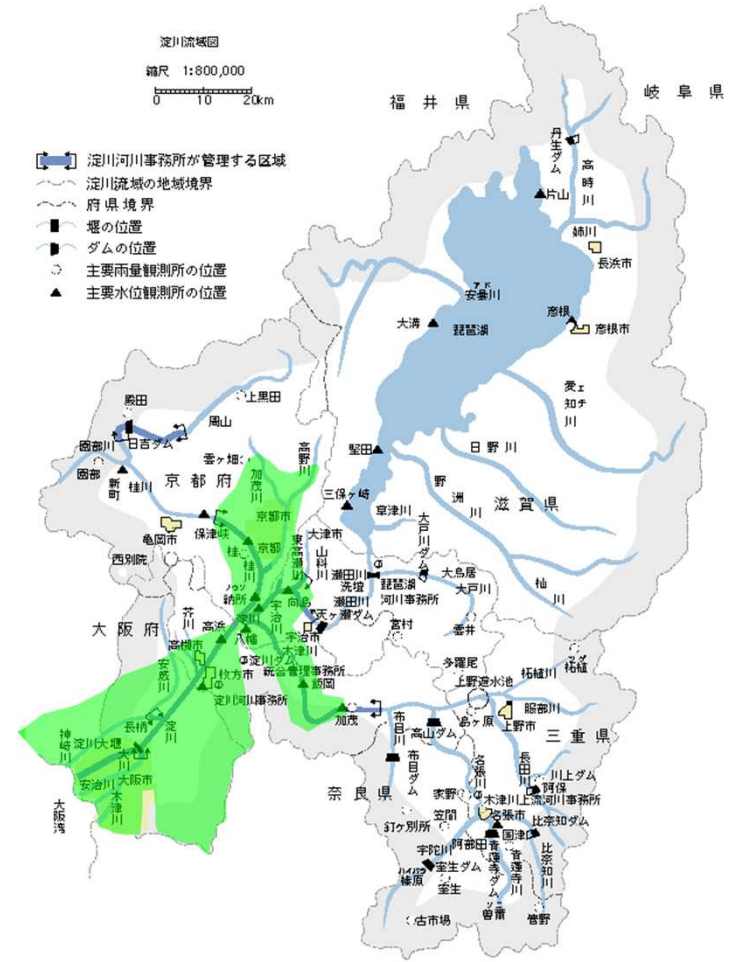 淀川流域図
縮尺 1:800,000
0 10 20km
福井県
岐阜県
淀川河川事務所が管理する区域
淀川流域の地域境界
府県境界
堰の位置
ダムの位置
主要雨量観測所の位置
主要水位観測所の位置
丹生ダム
高時川
片山
姉川
長浜市
安曇川
大溝
琵琶湖
彦根
彦根市
愛知川
殿田
上黒田
周山
園部川
日吉ダム
園部
新町
桂川
京都府
雲ヶ畑
加茂川
高野川
堅田
日野川
野洲川
滋賀県
三保ヶ崎
草津川
大戸川ダム
京都市
保津峡
亀岡市
京都
桂
桂川
大津市
山科川
西別院
瀬田川
洗堰
琵琶湖
河川事務所
大鳥居
大戸川
杣川
納所
向島
宇治川
瀬田川
天ヶ瀬ダム
大阪府
芥川
高浜
淀川
八幡
宇治市
木津川
宮村
雲井
高槻市
安威川
枚方市
淀川ダム
統合管理事務所
飯岡
淀川河川事務所
多羅尾
上野遊水池
柘植川
柘植
加茂
島ヶ原
服部川
上野市
布目川
高山ダム
三重県
神崎川
長柄
淀川
淀川大堰
大川
大阪市
安治川
木津川
大阪湾
布目ダム
名張川
長田川
川上ダム
阿保
奈良県
家野
木津川上流河川事務所
笠間
名張市
比奈知ダム
国津
宇陀川
阿部田
青蓮寺ダム
青蓮寺川
比奈知川
榛原
室生ダム
室生
古市場
曽爾
菅野